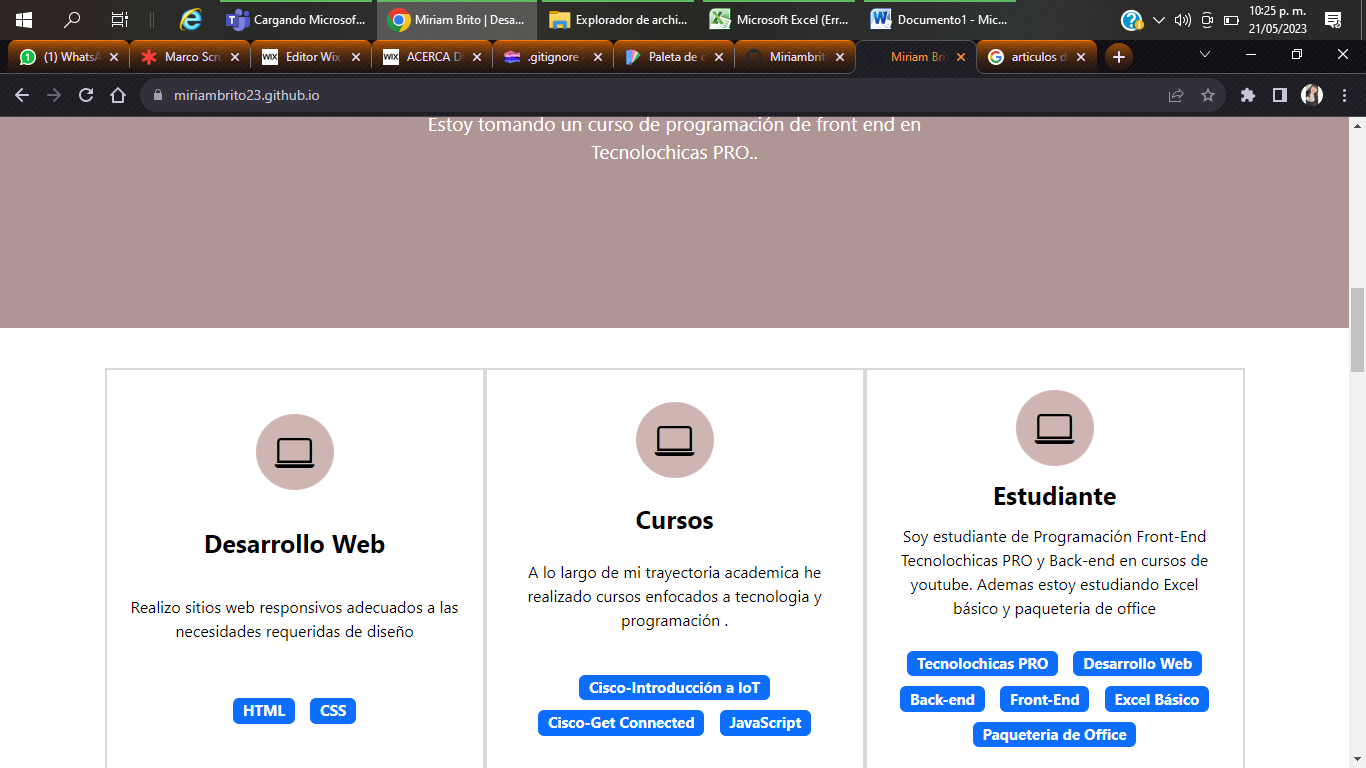 Cargando Microsof...
Miriam Brito | Desa...
Explorador de archi...
Microsoft Excel (Err...
Documento1 - Mic...
10:25 p. m.
21/05/2023
(1) WhatsA
Marco Scru
Editor Wix
ACERCA D
.gitignore
Paleta de c
Miriambrit
Miriam Bri
articulos d
miriambrito23.github.io
Estoy tomando un curso de programación de front end en
Tecnolochicas PRO..
Desarrollo Web
Realizo sitios web responsivos adecuados a las
necesidades requeridas de diseño
HTML CSS
Cursos
A lo largo de mi trayectoria academica he
realizado cursos enfocados a tecnologia y
programación .
Cisco-Introducción a IoT
Cisco-Get Connected JavaScript
Estudiante
Soy estudiante de Programación Front-End
Tecnolochicas PRO y Back-end en cursos de
youtube. Ademas estoy estudiando Excel
básico y paqueteria de office
Tecnolochicas PRO Desarrollo Web
Back-end Front-End Excel Básico
Paqueteria de Office